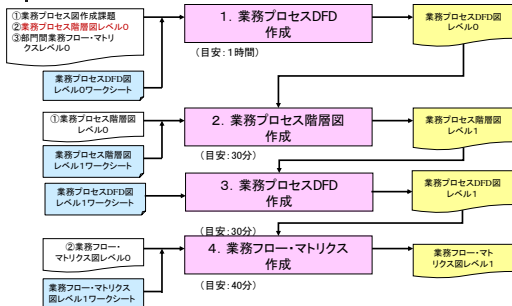 ①業務プロセス図作成課題
②業務プロセス階層図レベル0
③部門間業務フロー・マトリ
クスレベル0
業務プロセスDFD図
レベル0ワークシート
1. 業務プロセスDFD
作成
(目安:1時間)
業務プロセスDFD図
レベル0
①業務プロセス階層図
レベル0
業務プロセス階層図
レベル1ワークシート
2. 業務プロセス階層図
作成
(目安:30分)
業務プロセス階層図
レベル1
業務プロセスDFD図
レベル1ワークシート
3. 業務プロセスDFD
作成
(目安:30分)
業務プロセスDFD図
レベル1
②業務フロー・
マトリクス図レベル0
業務フロー・マトリクス
図レベル1ワークシート
4. 業務フロー・マトリクス
作成
(目安:40分)
業務フロー・マト
リクス図レベル1